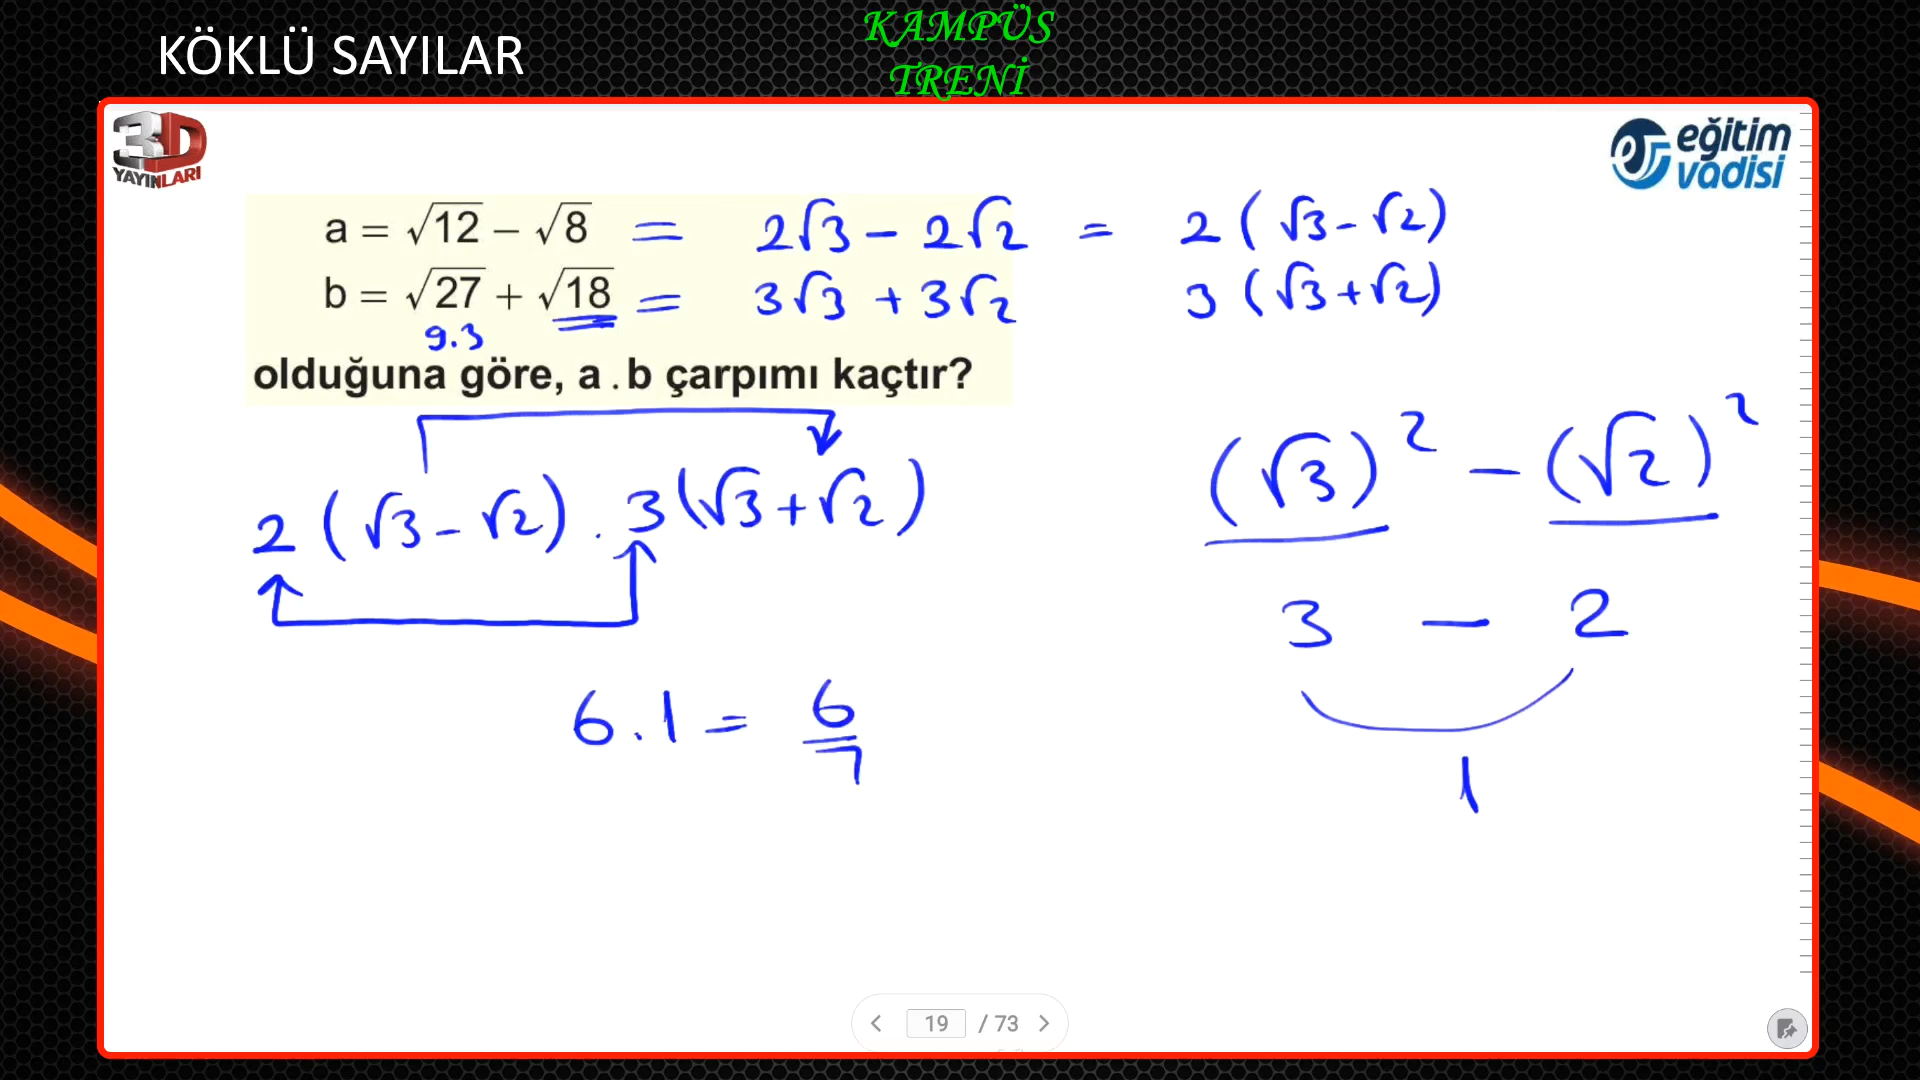 KÖKLÜ SAYILAR
KAMPÜS
TRENİ
3D
YAYINLARI
eğitim
vadisi
a = √12 − √8 = 2√3 − 2√2 = 2(√3 − √2)
b = √27 + √18 = 3√3 + 3√2 3(√3 + √2)
9.3
olduğuna göre, a . b çarpımı kaçtır?
(√3)² − (√2)²
2(√3 − √2) . 3(√3 + √2)
3 − 2
6.1 = 6
1
19 / 73